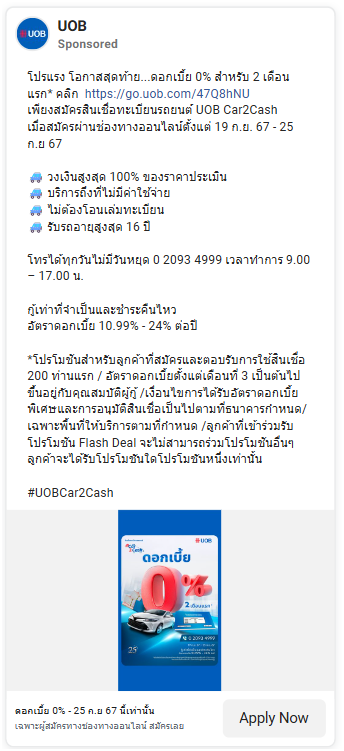 UOB
Sponsored
โปรแรง โอกาสสุดท้าย...ดอกเบี้ย 0% สำหรับ 2 เดือน
แรก* คลิก https://go.uob.com/47Q8hNU
เพียงสมัครสินเชื่อทะเบียนรถยนต์ UOB Car2Cash
เมื่อสมัครผ่านช่องทางออนไลน์ตั้งแต่ 19 ก.ย. 67 - 25
ก.ย 67
🚙 วงเงินสูงสุด 100% ของราคาประเมิน
🚙 บริการถึงที่ไม่มีค่าใช้จ่าย
🚙 ไม่ต้องโอนเล่มทะเบียน
🚙 รับรถอายุสูงสุด 16 ปี
โทรได้ทุกวันไม่มีวันหยุด 0 2093 4999 เวลาทำการ 9.00
– 17.00 น.
กู้เท่าที่จำเป็นและชำระคืนไหว
อัตราดอกเบี้ย 10.99% - 24% ต่อปี
*โปรโมชันสำหรับลูกค้าที่สมัครและตอบรับการใช้สินเชื่อ
200 ท่านแรก / อัตราดอกเบี้ยตั้งแต่เดือนที่ 3 เป็นต้นไป
ขึ้นอยู่กับคุณสมบัติผู้กู้ /เงื่อนไขการได้รับอัตราดอกเบี้ย
พิเศษและการอนุมัติสินเชื่อเป็นไปตามที่ธนาคารกำหนด/
เฉพาะพื้นที่ให้บริการตามที่กำหนด /ลูกค้าที่เข้าร่วมรับ
โปรโมชัน Flash Deal จะไม่สามารถร่วมโปรโมชันอื่นๆ
ลูกค้าจะได้รับโปรโมชันใดโปรโมชันหนึ่งเท่านั้น
#UOBCar2Cash
UOB
ดอกเบี้ย
0%
2 เดือนแรก*
0 2093 4999
25
ดอกเบี้ย 0% - 25 ก.ย 67 นี้เท่านั้น
เฉพาะผู้สมัครทางช่องทางออนไลน์ สมัครเลย
Apply Now